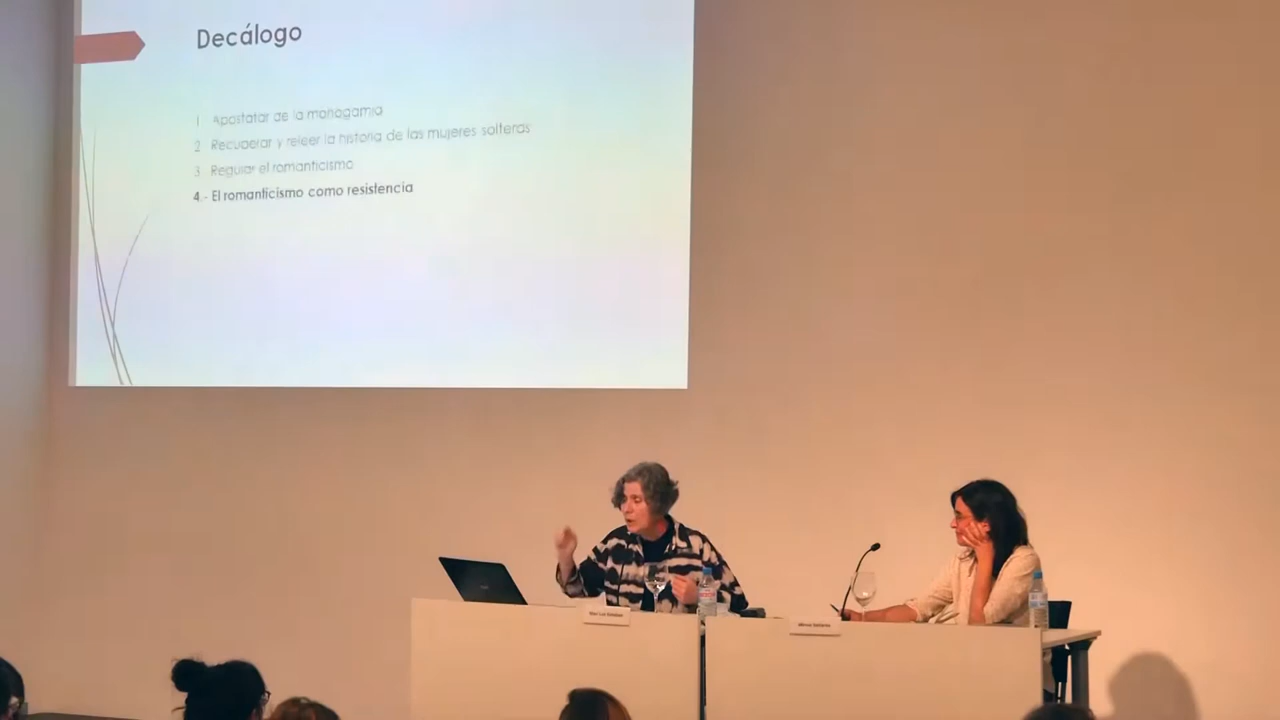 Decálogo
1 Apostatar de la monogamia
2 Recuperar y releer la historia de las mujeres solteras
3 Regular el romanticismo
4.- El romanticismo como resistencia